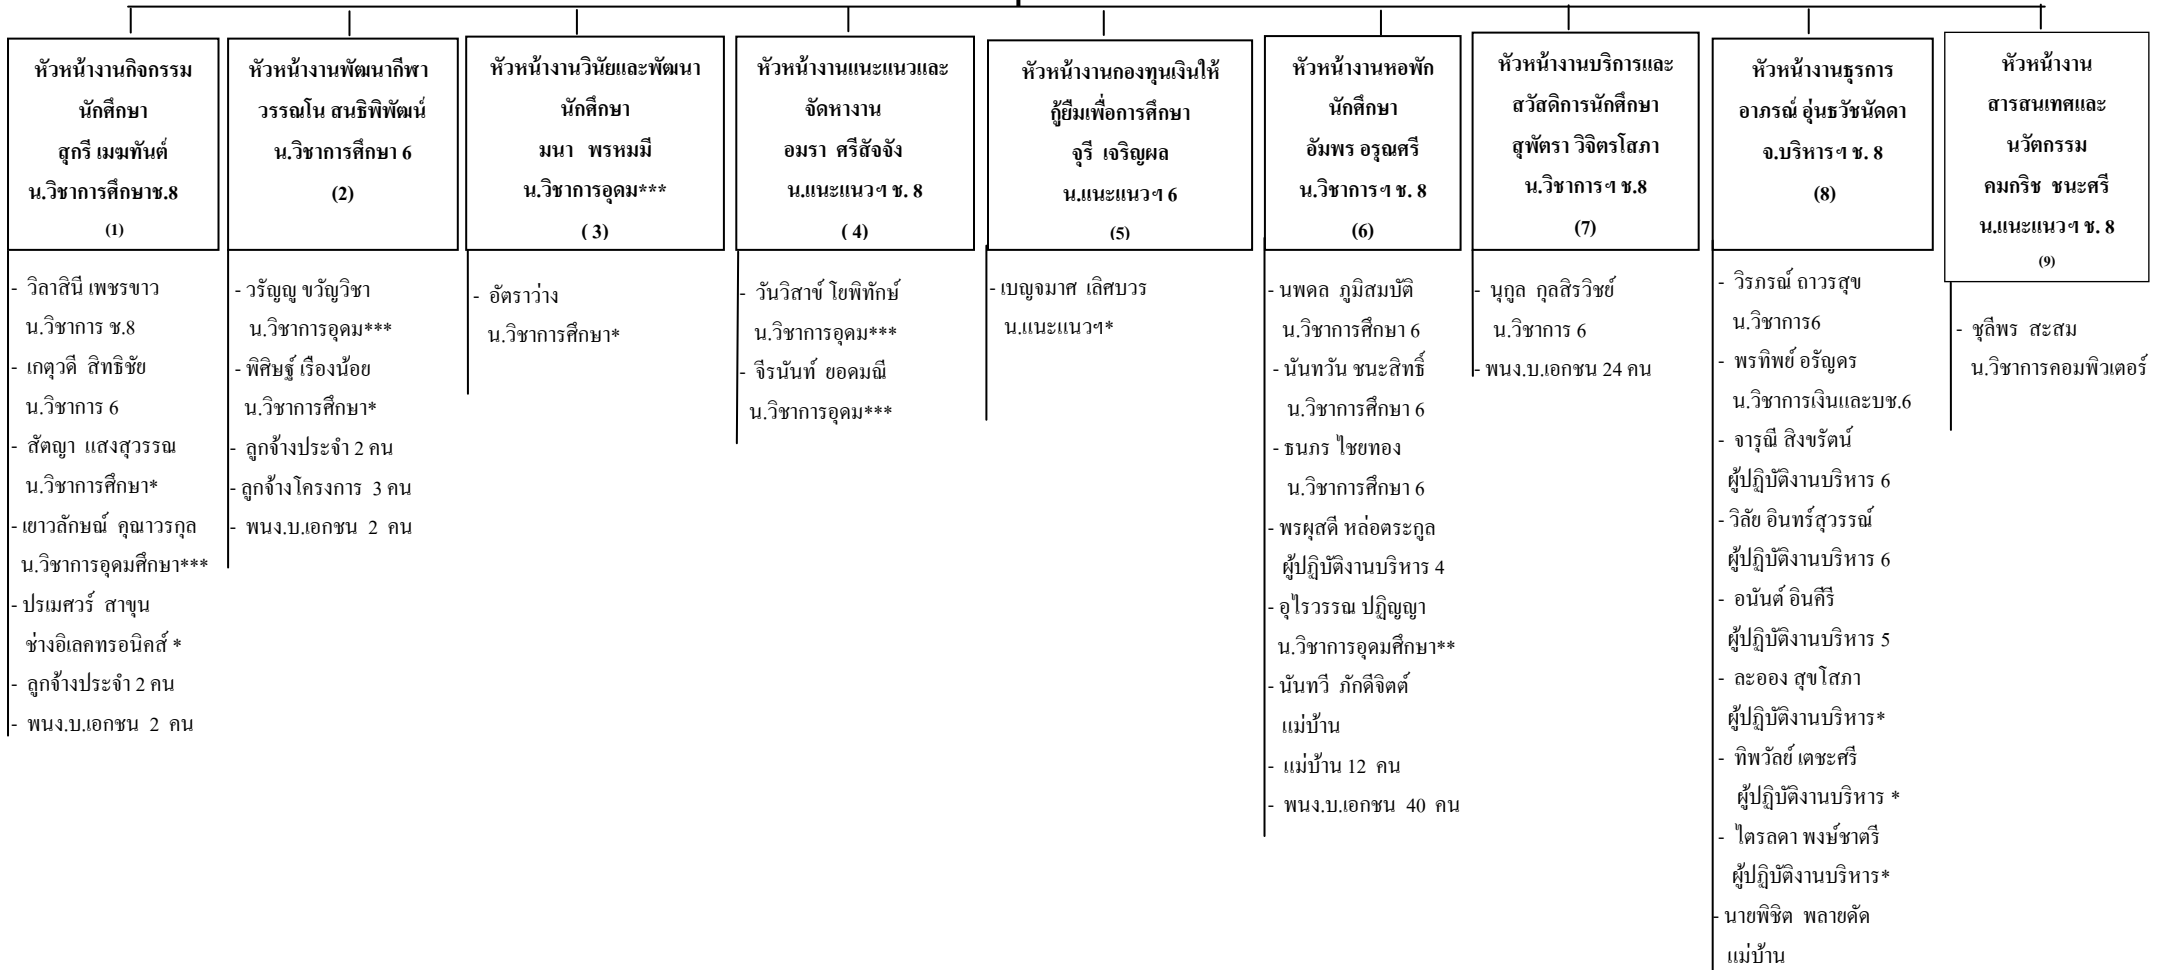 หัวหน้างานกิจกรรม
นักศึกษา
สุกรี เมฆทันต์
น.วิชาการศึกษาช.8
(1)
- วิลาสินี เพชรขาว
น.วิชาการ ช.8
- เกตุวดี สิทธิชัย
น.วิชาการ 6
- สัตญา แสงสุวรรณ
น.วิชาการศึกษา*
- เยาวลักษณ์ คุณาวรกุล
น.วิชาการอุดมศึกษา***
- ปรเมศวร์ สาขุน
ช่างอิเลคทรอนิคส์ *
- ลูกจ้างประจำ 2 คน
- พนง.บ.เอกชน 2 คน
หัวหน้างานพัฒนากีฬา
วรรณโน สนธิพิพัฒน์
น.วิชาการศึกษา 6
(2)
- วรัญญู ขวัญวิชา
น.วิชาการอุดม***
- พิศิษฐ์ เรืองน้อย
น.วิชาการศึกษา*
- ลูกจ้างประจำ 2 คน
- ลูกจ้างโครงการ 3 คน
- พนง.บ.เอกชน 2 คน
หัวหน้างานวินัยและพัฒนา
นักศึกษา
มนา พรหมมี
น.วิชาการอุดม***
( 3)
- อัตราว่าง
น.วิชาการศึกษา*
หัวหน้างานแนะแนวและ
จัดหางาน
อมรา ศรีสัจจัง
น.แนะแนวฯ ช. 8
( 4)
- วันวิสาข์ โยพิทักษ์
น.วิชาการอุดม***
- จีรนันท์ ยอดมณี
น.วิชาการอุดม***
หัวหน้างานกองทุนเงินให้
กู้ยืมเพื่อการศึกษา
จุรี เจริญผล
น.แนะแนวฯ 6
(5)
- เบญจมาศ เลิศบวร
น.แนะแนวฯ*
หัวหน้างานหอพัก
นักศึกษา
อัมพร อรุณศรี
น.วิชาการฯ ช. 8
(6)
- นพดล ภูมิสมบัติ
น.วิชาการศึกษา 6
- นันทวัน ชนะสิทธิ์
น.วิชาการศึกษา 6
- ธนภร ไชยทอง
น.วิชาการศึกษา 6
- พรผุสดี หล่อตระกูล
ผู้ปฏิบัติงานบริหาร 4
- อุไรวรรณ ปฏิญญา
น.วิชาการอุดมศึกษา**
- นันทวี ภักดีจิตต์
แม่บ้าน
- แม่บ้าน 12 คน
- พนง.บ.เอกชน 40 คน
หัวหน้างานบริการและ
สวัสดิการนักศึกษา
สุพัตรา วิจิตรโสภา
น.วิชาการฯ ช.8
(7)
- นุกูล กุลสิรวิชย์
น.วิชาการ 6
- พนง.บ.เอกชน 24 คน
หัวหน้างานธุรการ
อาภรณ์ อุ่นธวัชนัดดา
จ.บริหารฯ ช. 8
(8)
- วิรภรณ์ ถาวรสุข
น.วิชาการ6
- พรทิพย์ อรัญดร
น.วิชาการเงินและบช.6
- จารุณี สิงขรัตน์
ผู้ปฏิบัติงานบริหาร 6
- วิลัย อินทร์สุวรรณ์
ผู้ปฏิบัติงานบริหาร 6
- อนันต์ อินคีรี
ผู้ปฏิบัติงานบริหาร 5
- ละออง สุขโสภา
ผู้ปฏิบัติงานบริหาร*
- ทิพวัลย์ เตชะศรี
ผู้ปฏิบัติงานบริหาร *
- ไตรลดา พงษ์ชาตรี
ผู้ปฏิบัติงานบริหาร*
- นายพิชิต พลายดัด
แม่บ้าน
หัวหน้างาน
สารสนเทศและ
นวัตกรรม
คมกริช ชนะศรี
น.แนะแนวฯ ช. 8
(9)
- ชุลีพร สะสม
น.วิชาการคอมพิวเตอร์